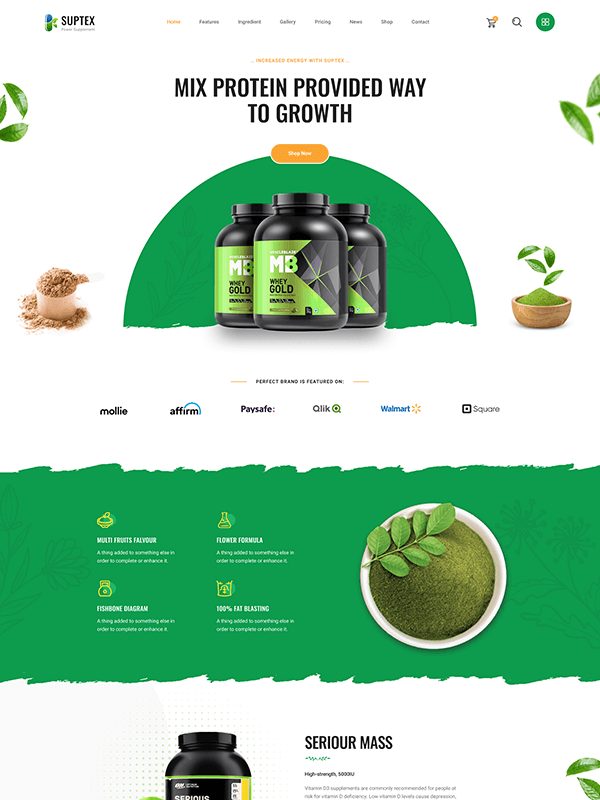 SUPTEX
Power Supplement
Home Features Ingredient Gallery Pricing News Shop Contact
... INCREASED ENERGY WITH SUPTEX ...
MIX PROTEIN PROVIDED WAY
TO GROWTH
Shop Now
MUSCLEBLAZE
MB
WHEY
GOLD
PERFECT BRAND IS FEATURED ON:
mollie affirm Paysafe: Qlik Walmart Square
MULTI FRUITS FALVOUR
A thing added to something else in
order to complete or enhance it.
FLOWER FORMULA
A thing added to something else in
order to complete or enhance it.
FISHBONE DIAGRAM
A thing added to something else in
order to complete or enhance it.
100% FAT BLASTING
A thing added to something else in
order to complete or enhance it.
SERIOUS
SERIOUR MASS
High-strength, 5000IU
Vitamin D3 supplements are commonly recommended for people at
risk for vitamin D deficiency. Low vitamin D levels cause depression,